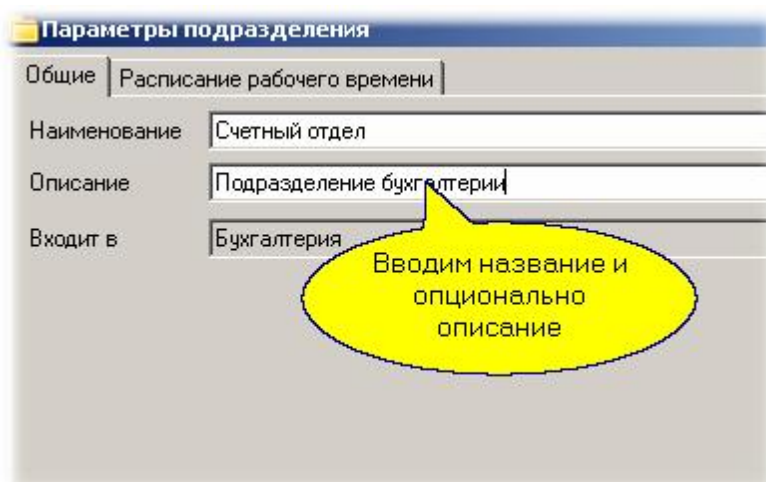 Параметры подразделения
Общие Расписание рабочего времени
Наименование Счетный отдел
Описание Подразделение бухгалтерии
Входит в Бухгалтерия
Вводим название и
опционально
описание